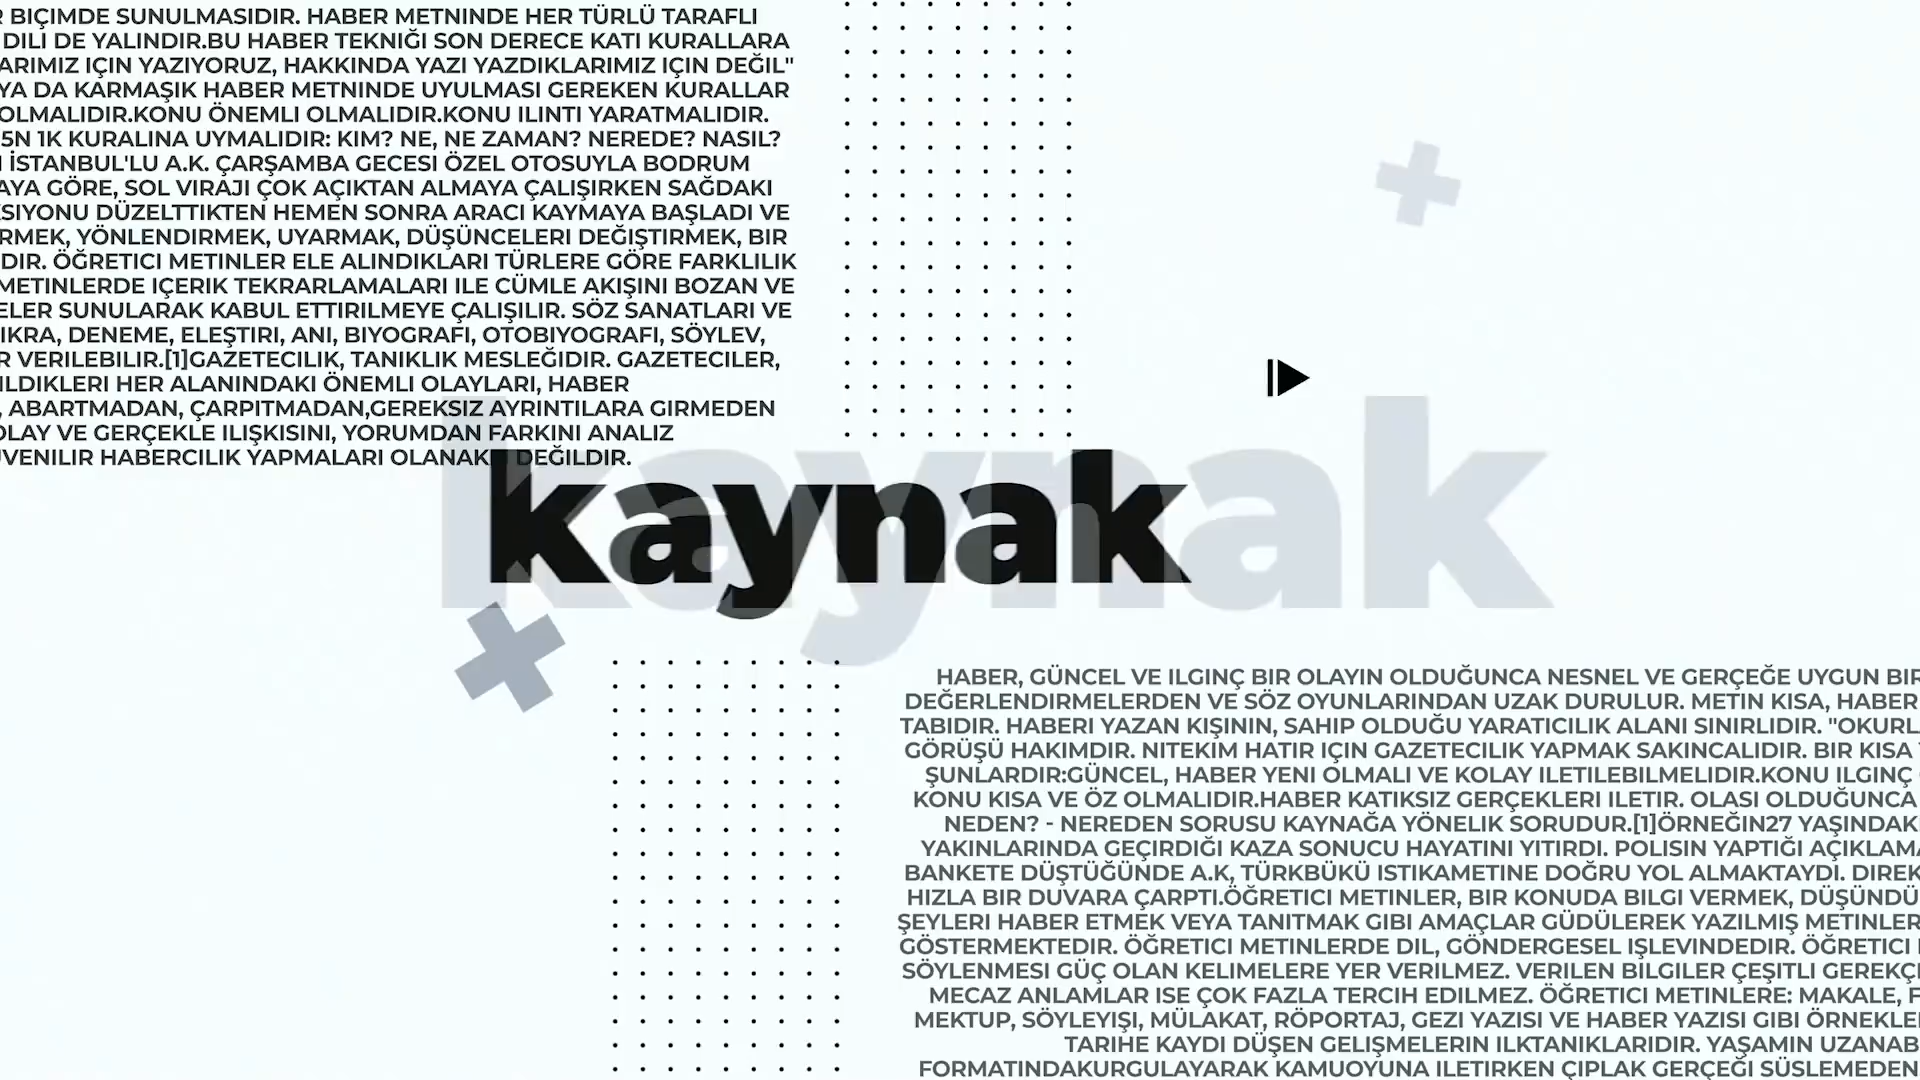 R BIÇIMDE SUNULMASIDIR. HABER METNINDE HER TÜRLÜ TARAFLI
DILI DE YALINDIR.BU HABER TEKNIĞI SON DERECE KATI KURALLARA
ARIMIZ IÇIN YAZIYORUZ, HAKKINDA YAZI YAZDIKLARIMIZ IÇIN DEĞIL"
YA DA KARMAŞIK HABER METNINDE UYULMASI GEREKEN KURALLAR
OLMALIDIR.KONU ÖNEMLI OLMALIDIR.KONU ILINTI YARATMALIDIR.
5N 1K KURALINA UYMALIDIR: KIM? NE, NE ZAMAN? NEREDE? NASIL?
İSTANBUL'LU A.K. ÇARŞAMBA GECESI ÖZEL OTOSUYLA BODRUM
AYA GÖRE, SOL VIRAJI ÇOK AÇIKTAN ALMAYA ÇALIŞIRKEN SAĞDAKI
KSIYONU DÜZELTTIKTEN HEMEN SONRA ARACI KAYMAYA BAŞLADI VE
RMEK, YÖNLENDIRMEK, UYARMAK, DÜŞÜNCELERI DEĞIŞTIRMEK, BIR
DIR. ÖĞRETICI METINLER ELE ALINDIKLARI TÜRLERE GÖRE FARKLILIK
METINLERDE IÇERIK TEKRARLAMALARI ILE CÜMLE AKIŞINI BOZAN VE
ELER SUNULARAK KABUL ETTIRILMEYE ÇALIŞILIR. SÖZ SANATLARI VE
IKRA, DENEME, ELEŞTIRI, ANI, BIYOGRAFI, OTOBIYOGRAFI, SÖYLEV,
R VERILEBILIR.[1]GAZETECILIK, TANIKLIK MESLEĞIDIR. GAZETECILER,
ILDIKLERI HER ALANINDAKI ÖNEMLI OLAYLARI, HABER
, ABARTMADAN, ÇARPITMADAN,GEREKSIZ AYRINTILARA GIRMEDEN
OLAY VE GERÇEKLE ILIŞKISINI, YORUMDAN FARKINI ANALIZ
ÜVENILIR HABERCILIK YAPMALARI OLANAKLI DEĞILDIR.
kaynak
kaynak
HABER, GÜNCEL VE ILGINÇ BIR OLAYIN OLDUĞUNCA NESNEL VE GERÇEĞE UYGUN BIR
DEĞERLENDIRMELERDEN VE SÖZ OYUNLARINDAN UZAK DURULUR. METIN KISA, HABER
TABIDIR. HABERI YAZAN KIŞININ, SAHIP OLDUĞU YARATICILIK ALANI SINIRLIDIR. "OKURL
GÖRÜŞÜ HAKIMDIR. NITEKIM HATIR IÇIN GAZETECILIK YAPMAK SAKINCALIDIR. BIR KISA
ŞUNLARDIR:GÜNCEL, HABER YENI OLMALI VE KOLAY ILETILEBILMELIDIR.KONU ILGINÇ
KONU KISA VE ÖZ OLMALIDIR.HABER KATIKSIZ GERÇEKLERI ILETIR. OLASI OLDUĞUNCA
NEDEN? - NEREDEN SORUSU KAYNAĞA YÖNELIK SORUDUR.[1]ÖRNEĞIN27 YAŞINDAK
YAKINLARINDA GEÇIRDIĞI KAZA SONUCU HAYATINI YITIRDI. POLISIN YAPTIĞI AÇIKLAMA
BANKETE DÜŞTÜĞÜNDE A.K, TÜRKBÜKÜ ISTIKAMETINE DOĞRU YOL ALMAKTAYDI. DIREK
HIZLA BIR DUVARA ÇARPTI.ÖĞRETICI METINLER, BIR KONUDA BILGI VERMEK, DÜŞÜNDÜ
ŞEYLERI HABER ETMEK VEYA TANITMAK GIBI AMAÇLAR GÜDÜLEREK YAZILMIŞ METINLER
GÖSTERMEKTEDIR. ÖĞRETICI METINLERDE DIL, GÖNDERGESEL IŞLEVINDEDIR. ÖĞRETICI
SÖYLENMESI GÜÇ OLAN KELIMELERE YER VERILMEZ. VERILEN BILGILER ÇEŞITLI GEREKÇE
MECAZ ANLAMLAR ISE ÇOK FAZLA TERCIH EDILMEZ. ÖĞRETICI METINLERE: MAKALE, F
MEKTUP, SÖYLEYIŞI, MÜLAKAT, RÖPORTAJ, GEZI YAZISI VE HABER YAZISI GIBI ÖRNEKLE
TARIHE KAYDI DÜŞEN GELIŞMELERIN ILKTANIKLARIDIR. YAŞAMIN UZANAB
FORMATINDAKURGULAYARAK KAMUOYUNA ILETIRKEN ÇIPLAK GERÇEĞI SÜSLEMEDEN